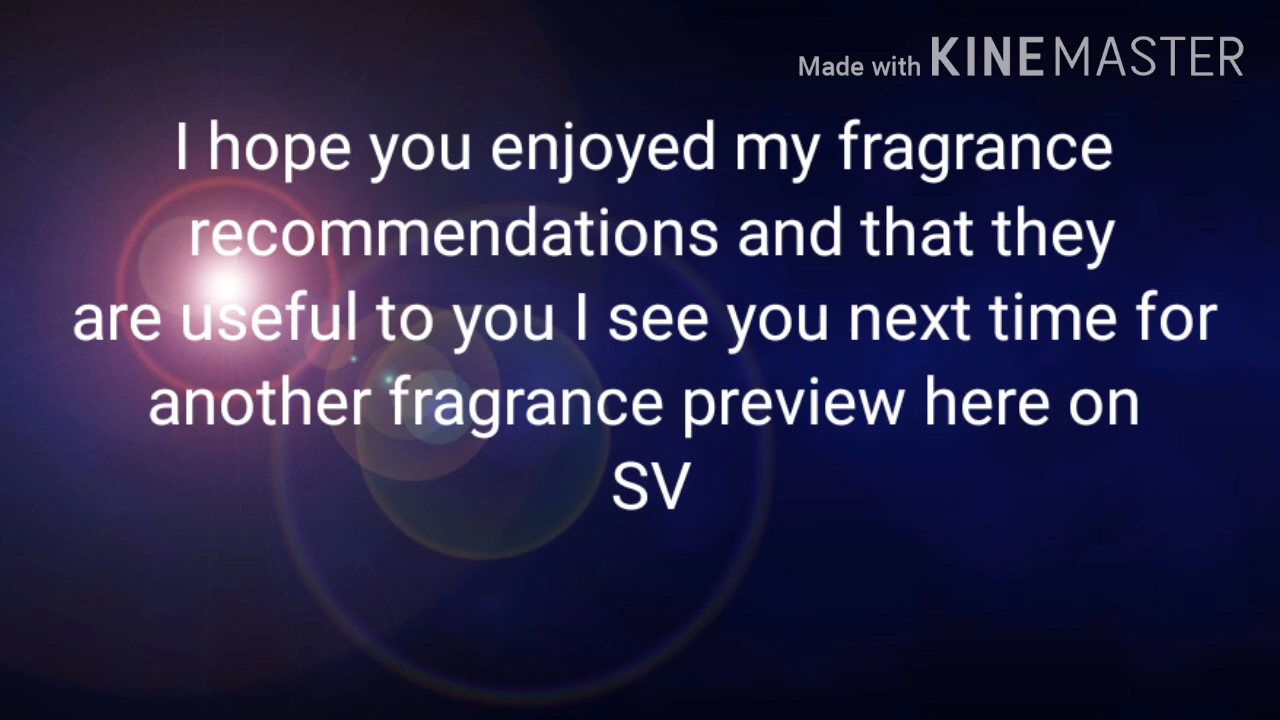 Made with KINEMASTER
I hope you enjoyed my fragrance
recommendations and that they
are useful to you I see you next time for
another fragrance preview here on
SV